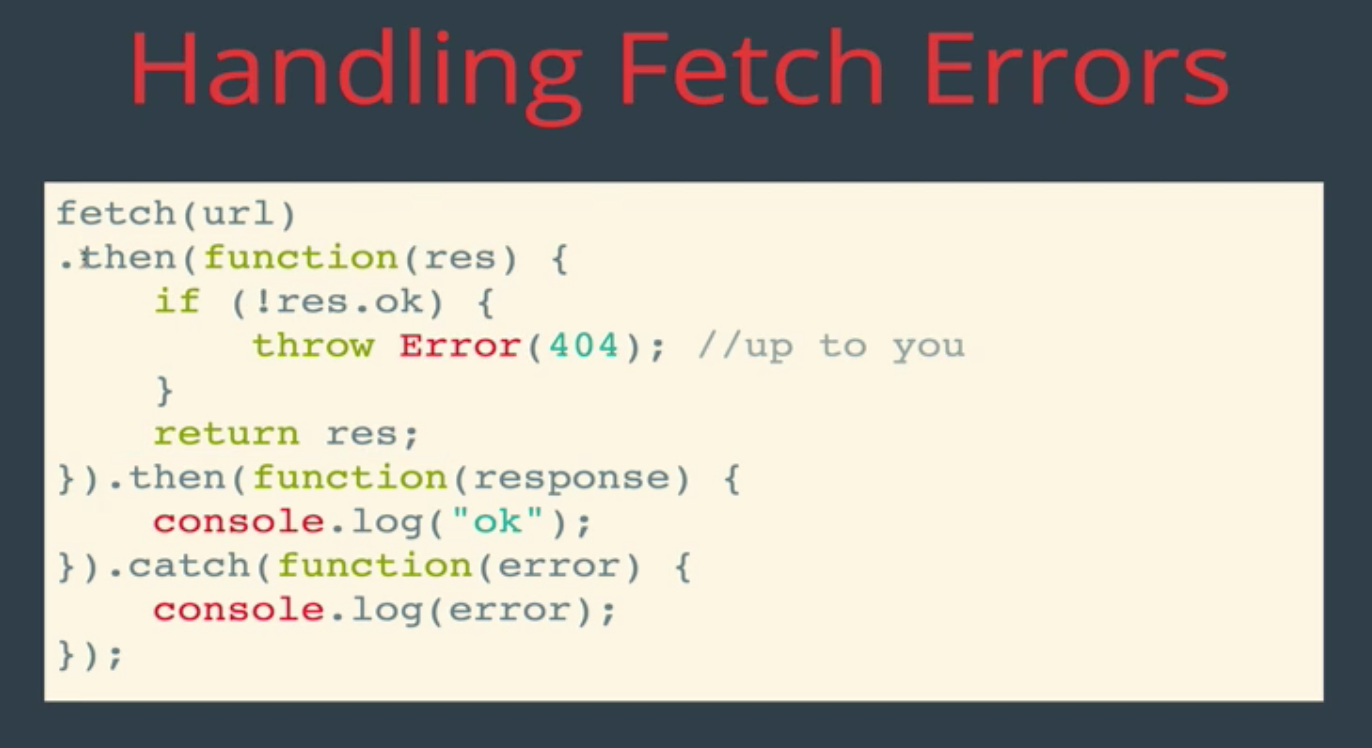 Handling Fetch Errors
fetch(url)
.then(function(res) {
    if (!res.ok) {
        throw Error(404); //up to you
    }
    return res;
}).then(function(response) {
    console.log("ok");
}).catch(function(error) {
    console.log(error);
});